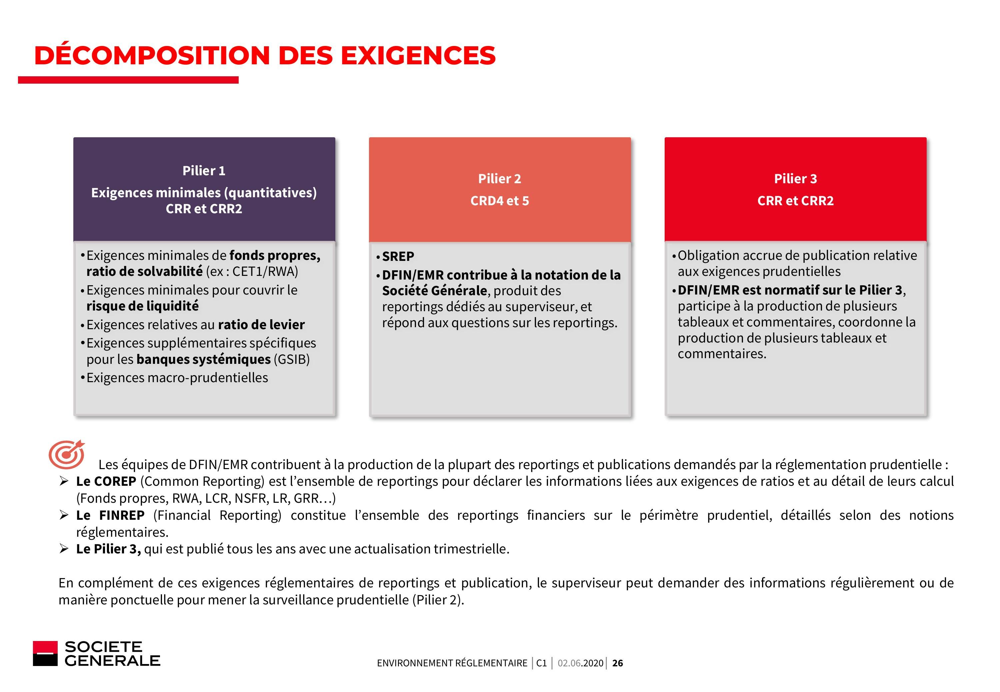 DÉCOMPOSITION DES EXIGENCES
Pilier 1
Exigences minimales (quantitatives)
CRR et CRR2
•Exigences minimales de fonds propres,
ratio de solvabilité (ex : CET1/RWA)
•Exigences minimales pour couvrir le
risque de liquidité
•Exigences relatives au ratio de levier
•Exigences supplémentaires spécifiques
pour les banques systémiques (GSIB)
•Exigences macro-prudentielles
Pilier 2
CRD4 et 5
•SREP
•DFIN/EMR contribue à la notation de la
Société Générale, produit des
reportings dédiés au superviseur, et
répond aux questions sur les reportings.
Pilier 3
CRR et CRR2
•Obligation accrue de publication relative
aux exigences prudentielles
•DFIN/EMR est normatif sur le Pilier 3,
participe à la production de plusieurs
tableaux et commentaires, coordonne la
production de plusieurs tableaux et
commentaires.
Les équipes de DFIN/EMR contribuent à la production de la plupart des reportings et publications demandés par la réglementation prudentielle :
➢ Le COREP (Common Reporting) est l’ensemble de reportings pour déclarer les informations liées aux exigences de ratios et au détail de leurs calcul
(Fonds propres, RWA, LCR, NSFR, LR, GRR…)
➢ Le FINREP (Financial Reporting) constitue l’ensemble des reportings financiers sur le périmètre prudentiel, détaillés selon des notions
réglementaires.
➢ Le Pilier 3, qui est publié tous les ans avec une actualisation trimestrielle.
En complément de ces exigences réglementaires de reportings et publication, le superviseur peut demander des informations régulièrement ou de
manière ponctuelle pour mener la surveillance prudentielle (Pilier 2).
SOCIETE
GENERALE
ENVIRONNEMENT RÉGLEMENTAIRE | C1 | 02.06.2020 | 26